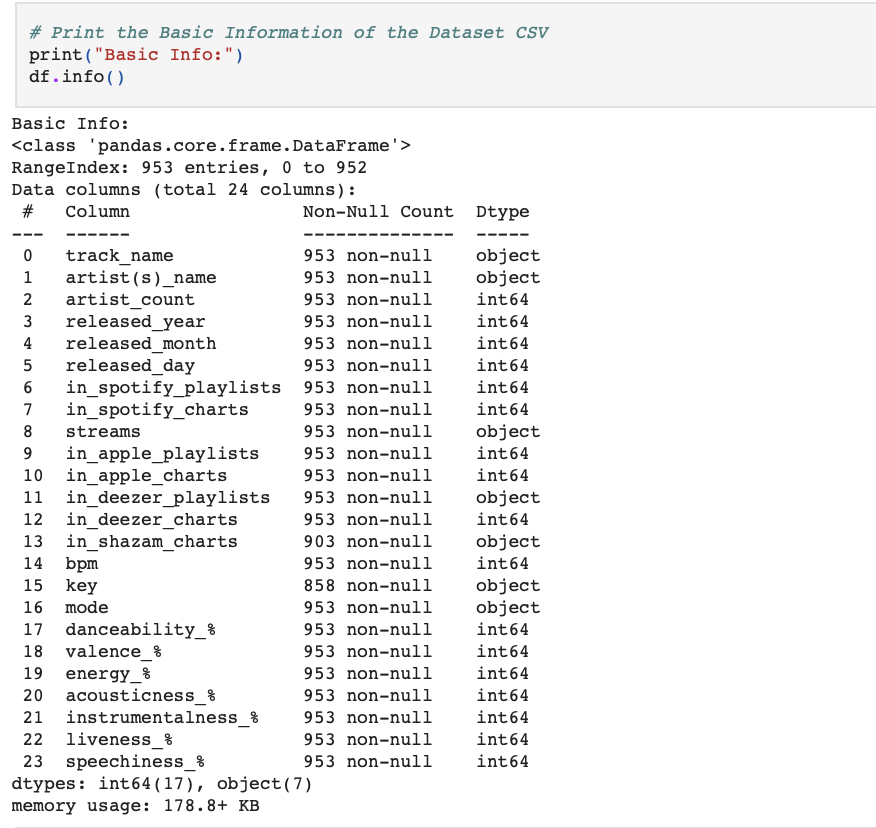 # Print the Basic Information of the Dataset CSV
print("Basic Info:")
df.info()
Basic Info:
<class 'pandas.core.frame.DataFrame'>
RangeIndex: 953 entries, 0 to 952
Data columns (total 24 columns):
 #   Column                Non-Null Count  Dtype
---  ------                --------------  -----
 0   track_name            953 non-null    object
 1   artist(s)_name        953 non-null    object
 2   artist_count          953 non-null    int64
 3   released_year         953 non-null    int64
 4   released_month        953 non-null    int64
 5   released_day          953 non-null    int64
 6   in_spotify_playlists  953 non-null    int64
 7   in_spotify_charts     953 non-null    int64
 8   streams               953 non-null    object
 9   in_apple_playlists    953 non-null    int64
 10  in_apple_charts       953 non-null    int64
 11  in_deezer_playlists   953 non-null    object
 12  in_deezer_charts      953 non-null    int64
 13  in_shazam_charts      903 non-null    object
 14  bpm                   953 non-null    int64
 15  key                   858 non-null    object
 16  mode                  953 non-null    object
 17  danceability_%        953 non-null    int64
 18  valence_%             953 non-null    int64
 19  energy_%              953 non-null    int64
 20  acousticness_%        953 non-null    int64
 21  instrumentalness_%    953 non-null    int64
 22  liveness_%            953 non-null    int64
 23  speechiness_%         953 non-null    int64
dtypes: int64(17), object(7)
memory usage: 178.8+ KB